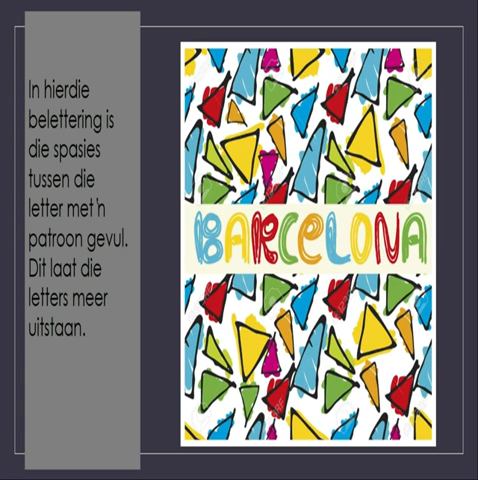 In hierdie
belettering is
die spasies
tussen die
letter met 'n
patroon gevul.
Dit laat die
letters meer
uitstaan.
BARCELONA